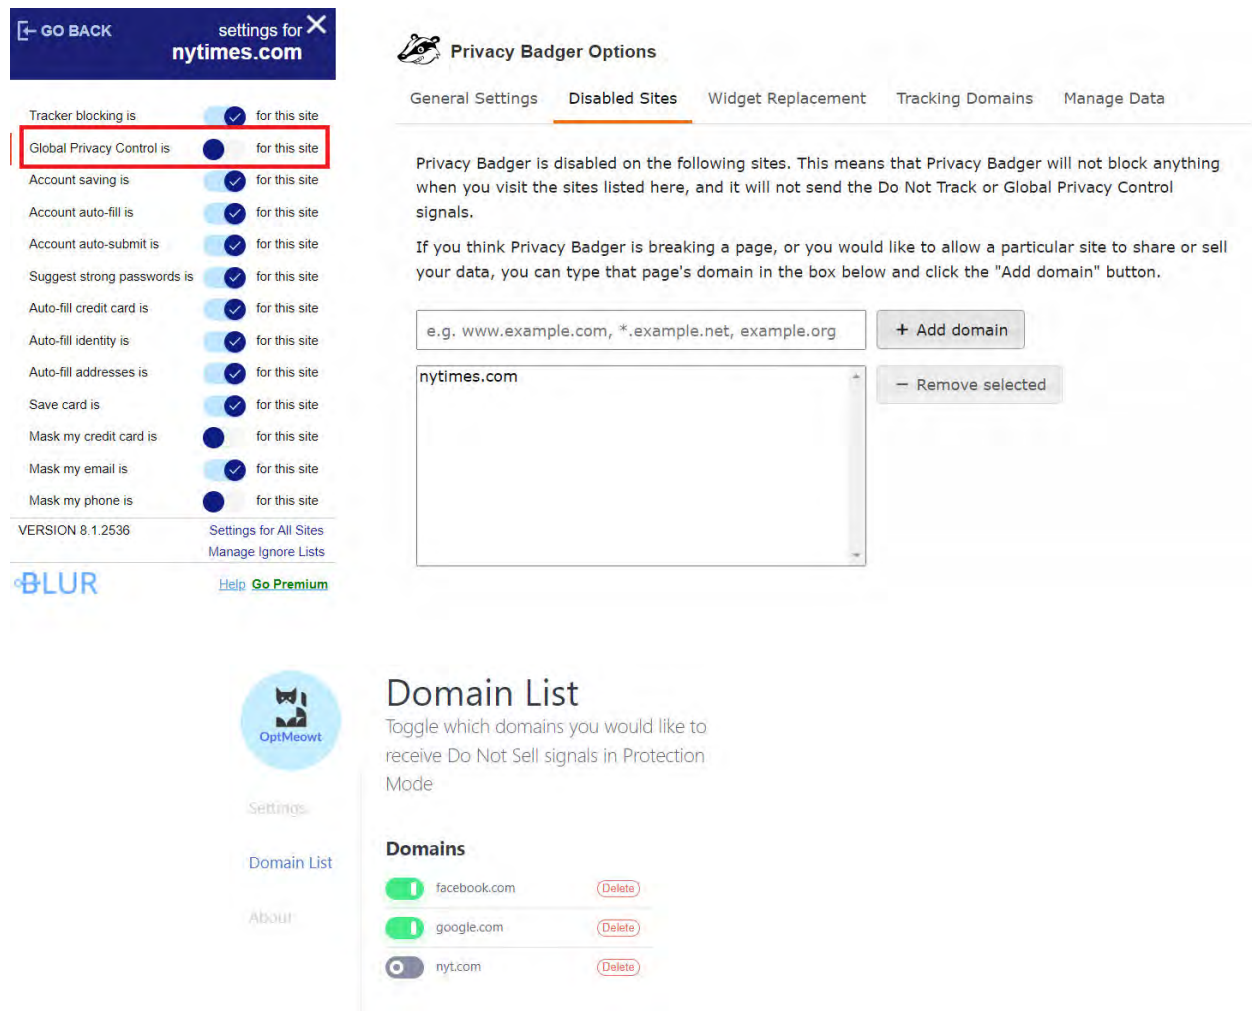 GO BACK
settings for
nytimes.com
Tracker blocking is for this site
Global Privacy Control is for this site
Account saving is for this site
Account auto-fill is for this site
Account auto-submit is for this site
Suggest strong passwords is for this site
Auto-fill credit card is for this site
Auto-fill identity is for this site
Auto-fill addresses is for this site
Save card is for this site
Mask my credit card is for this site
Mask my email is for this site
Mask my phone is for this site
VERSION 8.1.2536 Settings for All Sites
Manage Ignore Lists
BLUR Help Go Premium
Privacy Badger Options
General Settings Disabled Sites Widget Replacement Tracking Domains Manage Data
Privacy Badger is disabled on the following sites. This means that Privacy Badger will not block anything
when you visit the sites listed here, and it will not send the Do Not Track or Global Privacy Control
signals.
If you think Privacy Badger is breaking a page, or you would like to allow a particular site to share or sell
your data, you can type that page's domain in the box below and click the "Add domain" button.
e.g. www.example.com, *.example.net, example.org + Add domain
nytimes.com
− Remove selected
OptMeowt
Settings
Domain List
About
Domain List
Toggle which domains you would like to
receive Do Not Sell signals in Protection
Mode
Domains
facebook.com Delete
google.com Delete
nyt.com Delete